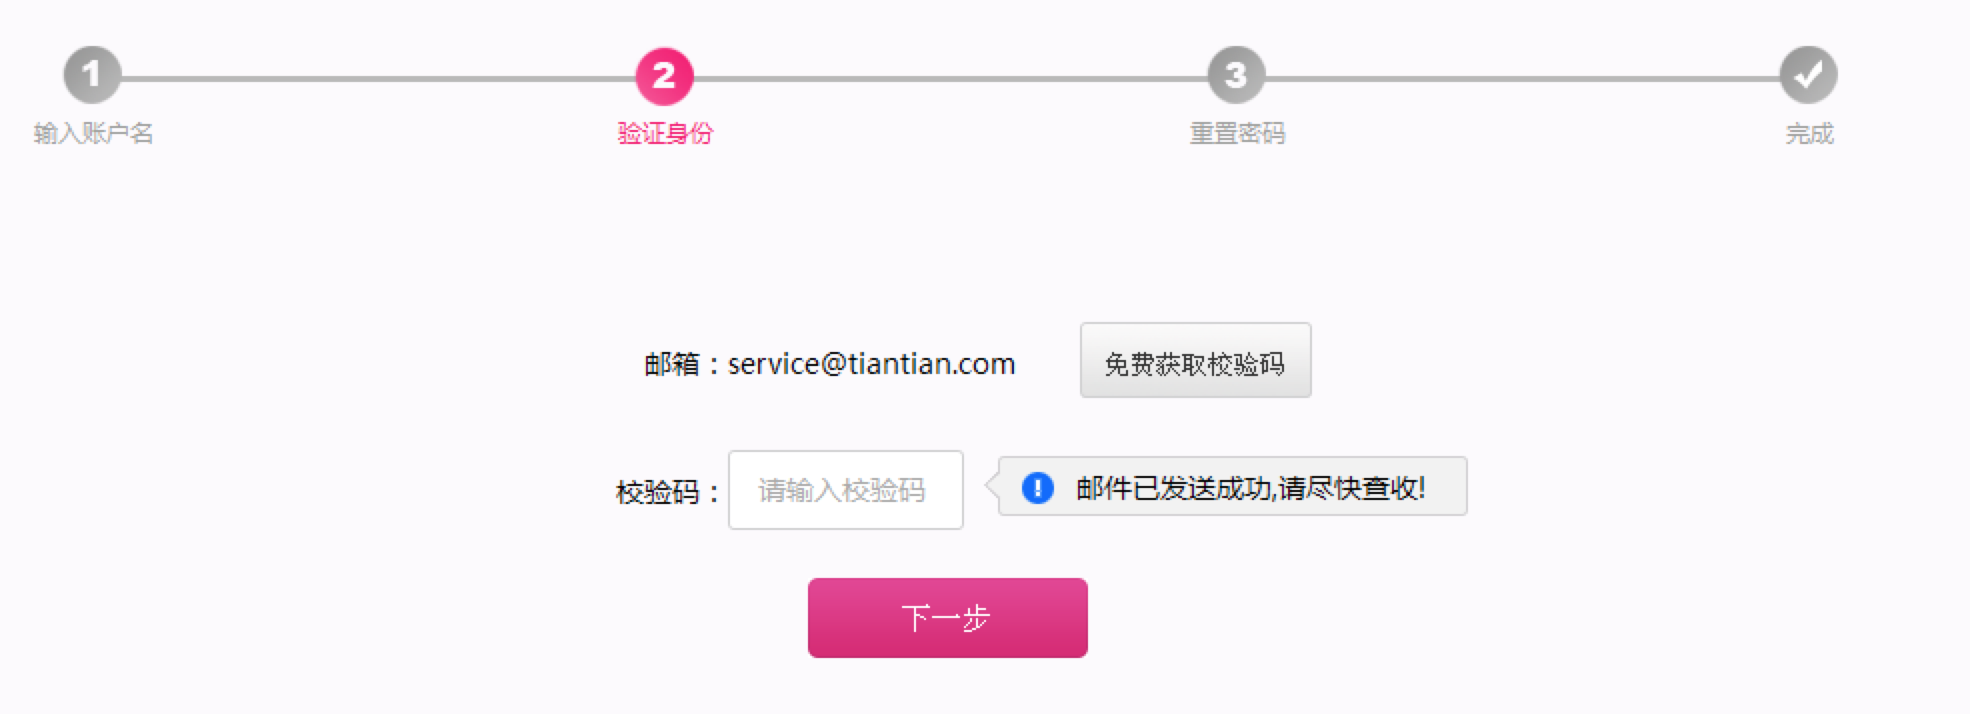 1 2 3
输入账户名 验证身份 重置密码 完成
邮箱：service@tiantian.com 免费获取校验码
校验码： 请输入校验码 邮件已发送成功,请尽快查收!
下一步